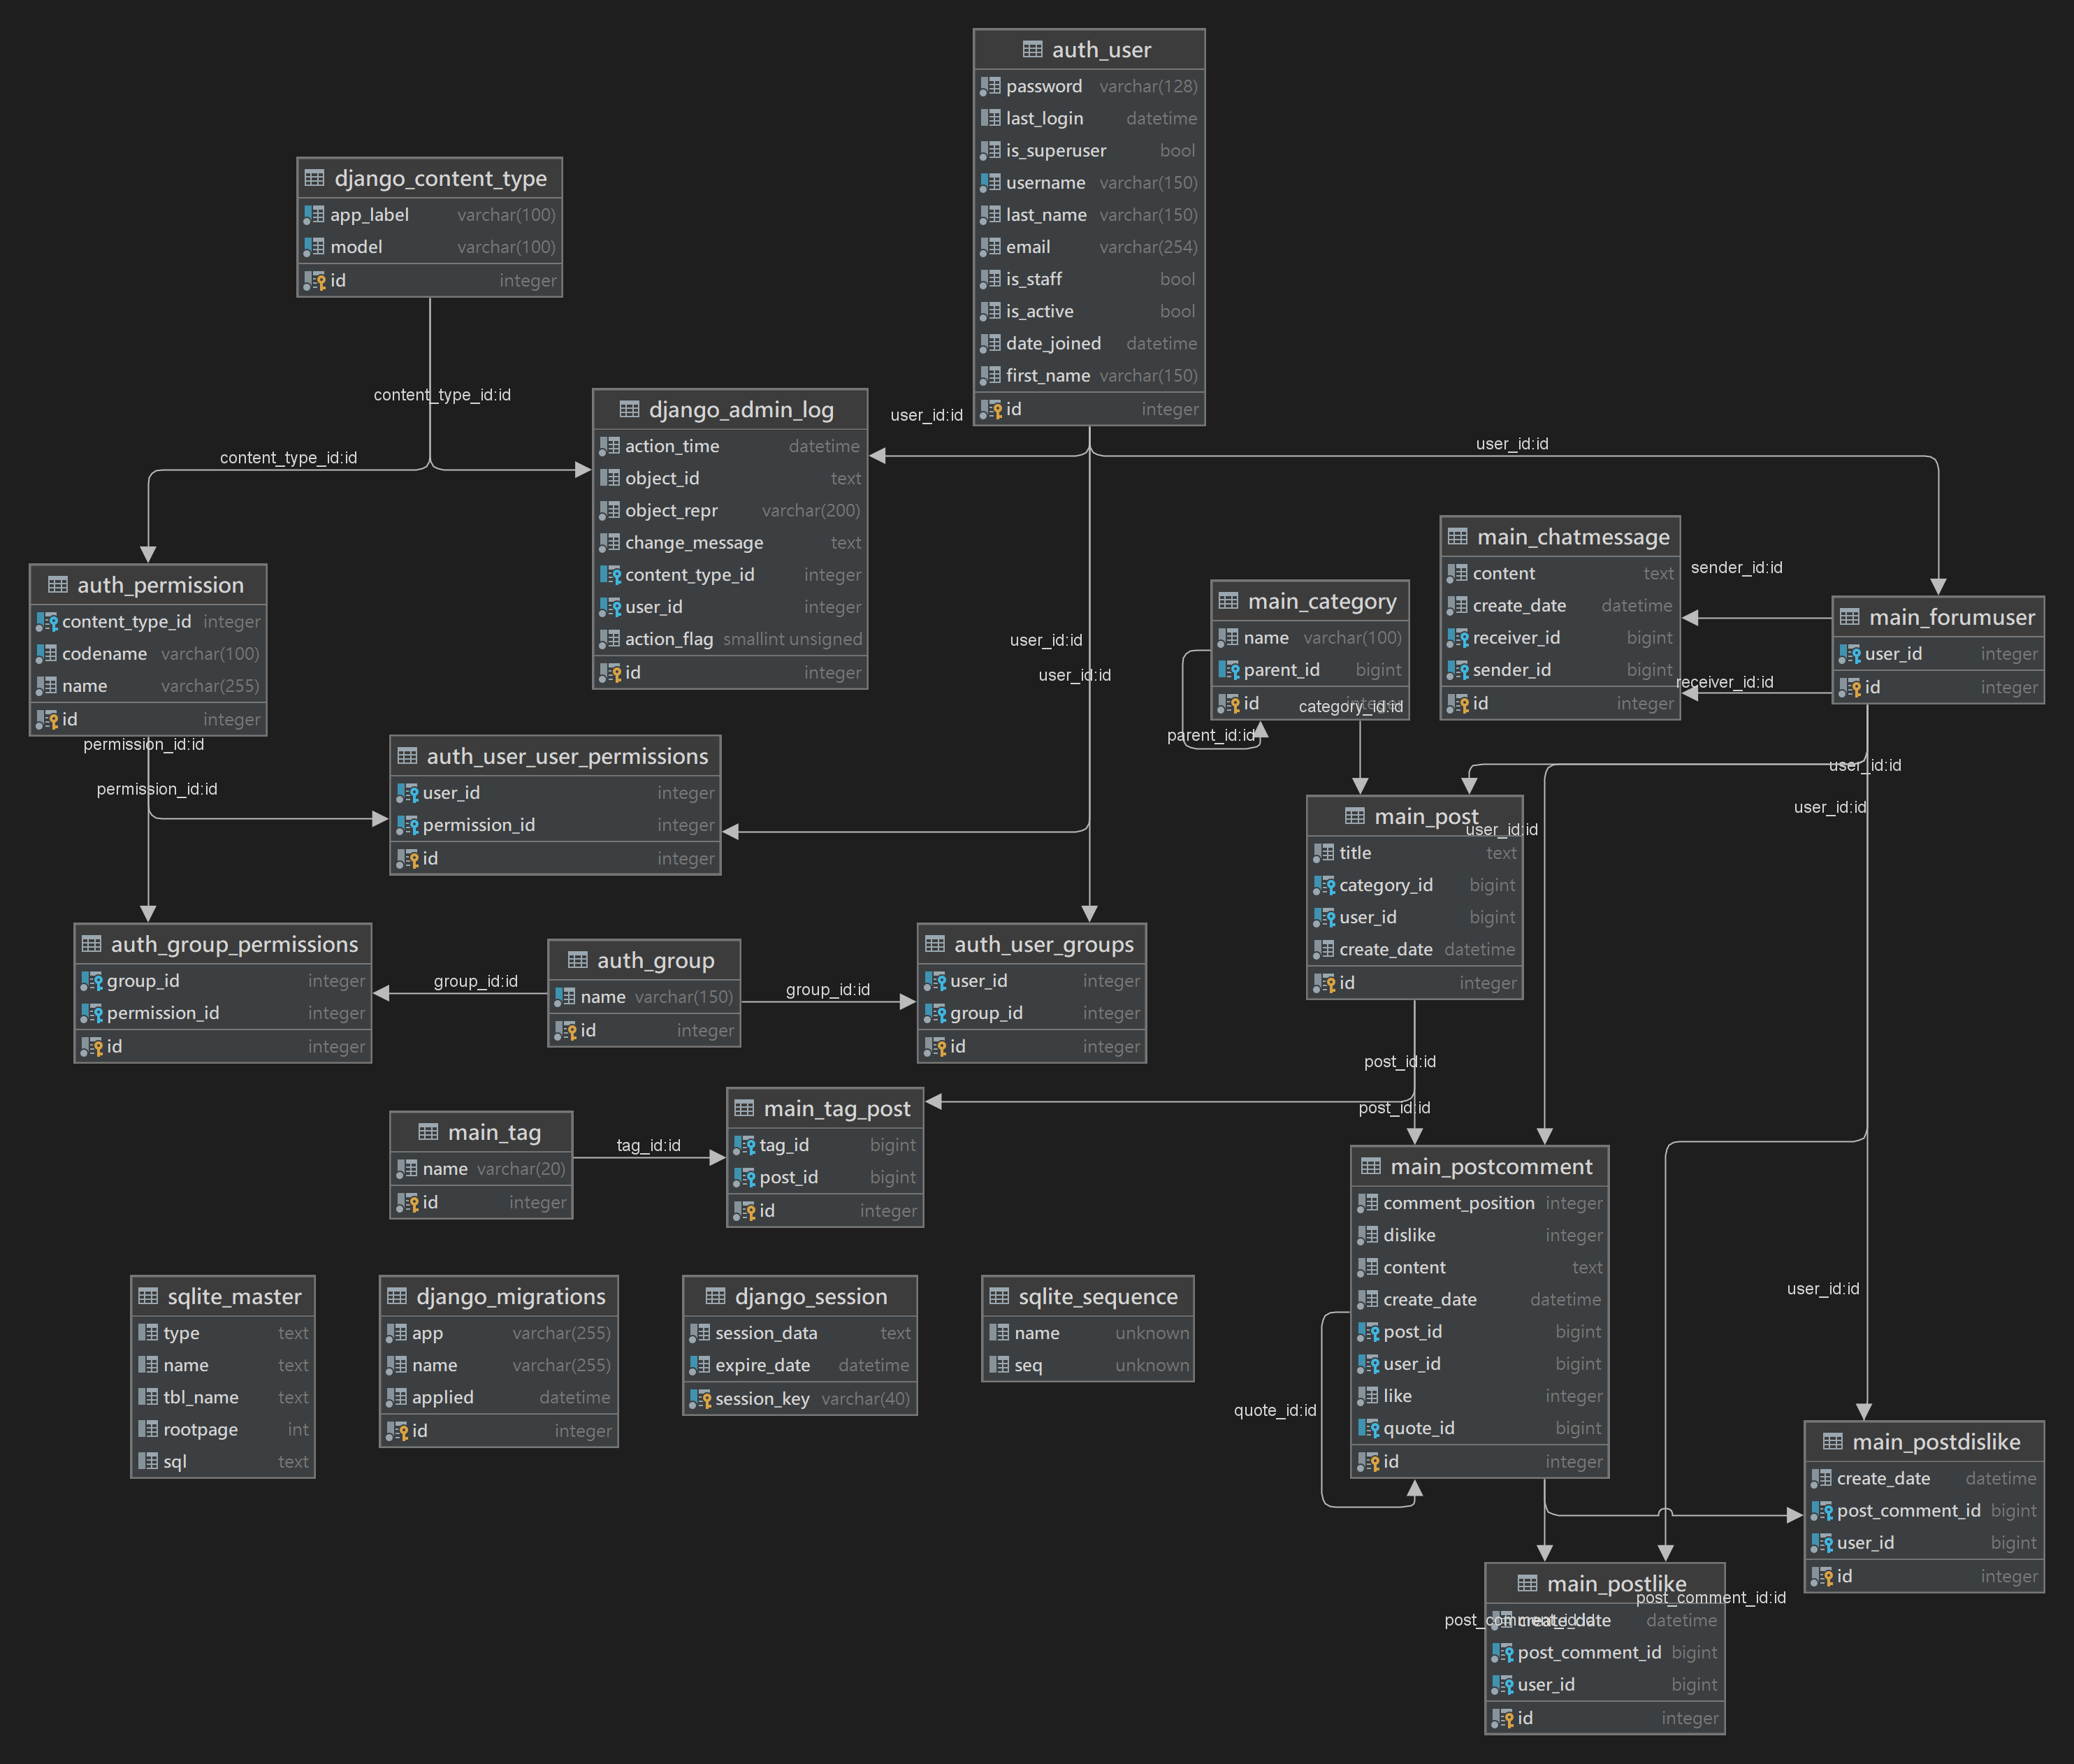 auth_user
password varchar(128)
last_login datetime
is_superuser bool
username varchar(150)
last_name varchar(150)
email varchar(254)
is_staff bool
is_active bool
date_joined datetime
first_name varchar(150)
id integer
django_content_type
app_label varchar(100)
model varchar(100)
id integer
content_type_id:id
content_type_id:id
django_admin_log
action_time datetime
object_id text
object_repr varchar(200)
change_message text
content_type_id integer
user_id integer
action_flag smallint unsigned
id integer
user_id:id
user_id:id
user_id:id
user_id:id
auth_permission
content_type_id integer
codename varchar(100)
name varchar(255)
id integer
permission_id:id
permission_id:id
main_category
name varchar(100)
parent_id bigint
id integer
category_id:id
parent_id:id
main_chatmessage
content text
create_date datetime
receiver_id bigint
sender_id bigint
id integer
sender_id:id
receiver_id:id
main_forumuser
user_id integer
id integer
user_id:id
user_id:id
user_id:id
user_id:id
auth_user_user_permissions
user_id integer
permission_id integer
id integer
main_post
title text
category_id bigint
user_id bigint
create_date datetime
id integer
post_id:id
post_id:id
auth_group_permissions
group_id integer
permission_id integer
id integer
group_id:id
auth_group
name varchar(150)
id integer
group_id:id
auth_user_groups
user_id integer
group_id integer
id integer
main_tag
name varchar(20)
id integer
tag_id:id
main_tag_post
tag_id bigint
post_id bigint
id integer
main_postcomment
comment_position integer
dislike integer
content text
create_date datetime
post_id bigint
user_id bigint
like integer
quote_id bigint
id integer
quote_id:id
sqlite_master
type text
name text
tbl_name text
rootpage int
sql text
django_migrations
app varchar(255)
name varchar(255)
applied datetime
id integer
django_session
session_data text
expire_date datetime
session_key varchar(40)
sqlite_sequence
name unknown
seq unknown
main_postdislike
create_date datetime
post_comment_id bigint
user_id bigint
id integer
main_postlike
post_comment_id:id
post_comment_id:id
create_date datetime
post_comment_id bigint
user_id bigint
id integer